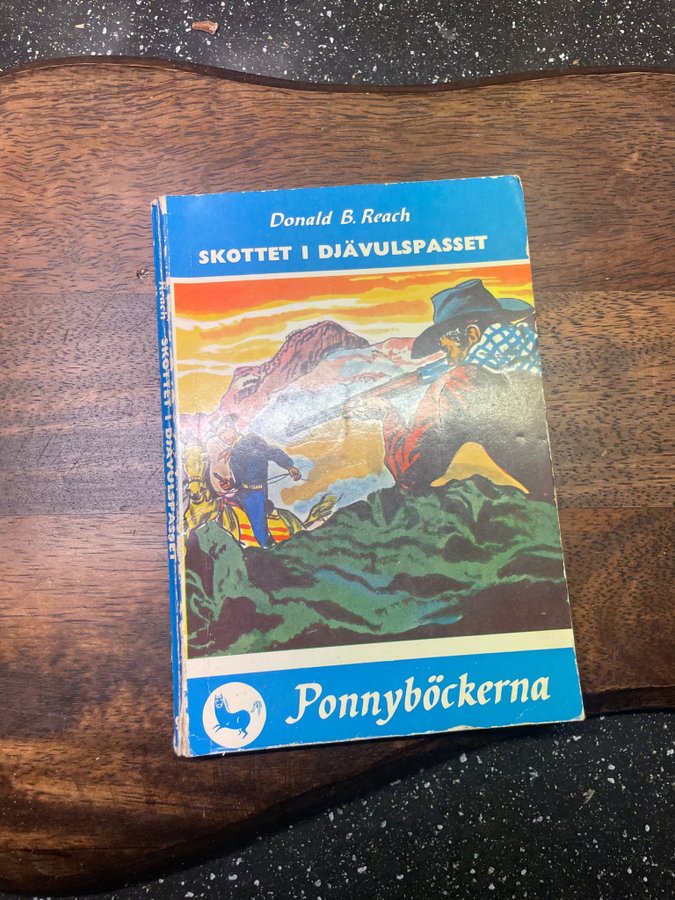 Donald B. Reach
SKOTTET I DJÄVULSPASSET
Reach SKOTTET I DJÄVULSPASSET
Ponnyböckerna